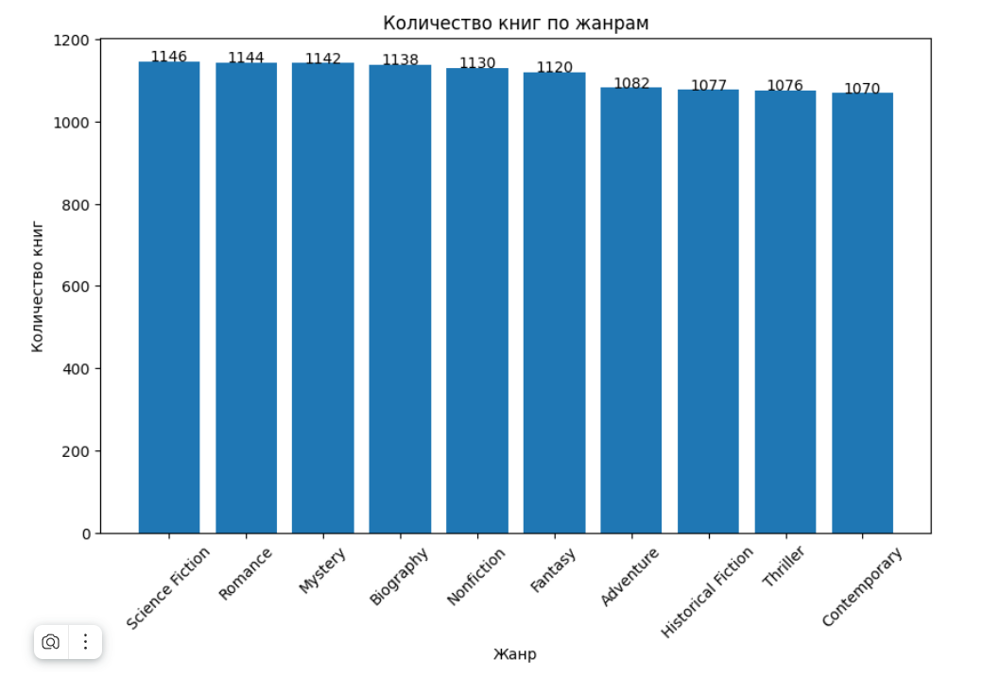 Количество книг по жанрам
1200
1000
800
600
400
200
0
Количество книг
1146
1144
1142
1138
1130
1120
1082
1077
1076
1070
Science Fiction
Romance
Mystery
Biography
Nonfiction
Fantasy
Adventure
Historical Fiction
Thriller
Contemporary
Жанр